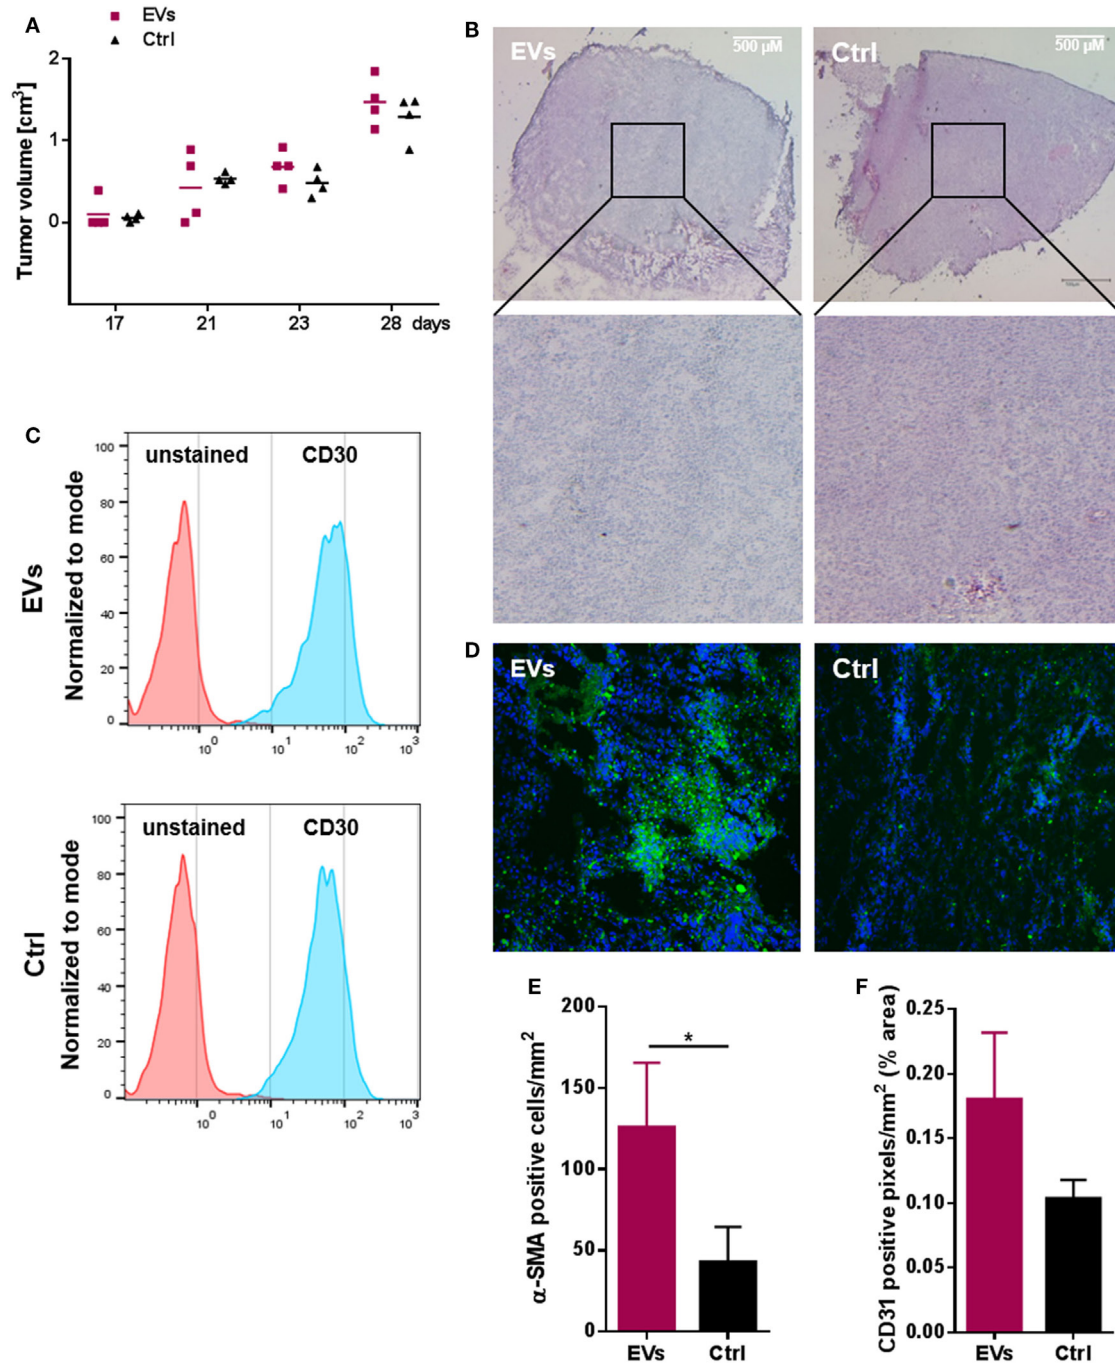 A
EVs
Ctrl
Tumor volume [cm3]
2
1
0
17 21 23 28 days
B
EVs
500 µM
Ctrl
500 µM
C
unstained CD30
EVs
Normalized to mode
100
80
60
40
20
0
10^0 10^1 10^2 10^3
unstained CD30
Ctrl
Normalized to mode
100
80
60
40
20
0
10^0 10^1 10^2 10^3
D
EVs
Ctrl
E
α-SMA positive cells/mm2
200
150
100
50
0
*
EVs Ctrl
F
CD31 positive pixels/mm2 (% area)
0.25
0.20
0.15
0.10
0.05
0.00
EVs Ctrl